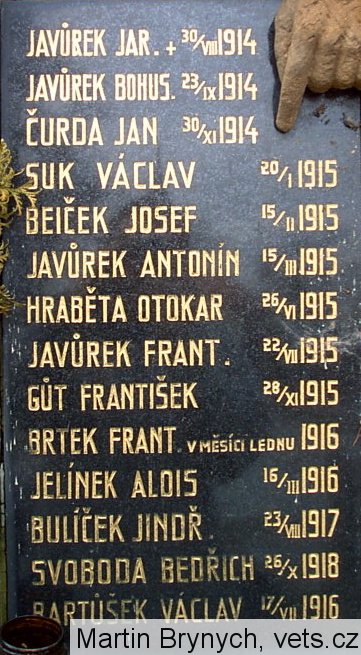 JAVŮREK JAR. + 30/VIII 1914
JAVŮREK BOHUS. 23/IX 1914
ČURDA JAN 30/XI 1914
SUK VÁCLAV 20/I 1915
BEIČEK JOSEF 15/II 1915
JAVŮREK ANTONÍN 15/III 1915
HRABĚTA OTOKAR 26/VI 1915
JAVŮREK FRANT. 22/VII 1915
GŮT FRANTIŠEK 28/XI 1915
BRTEK FRANT. V MĚSÍCI LEDNU 1916
JELÍNEK ALOIS 16/III 1916
BULÍČEK JINDŘ. 23/VIII 1917
SVOBODA BEDŘICH 26/X 1918
BARTŮŠEK VÁCLAV 17/VII 1916
Martin Brynych, vets.cz